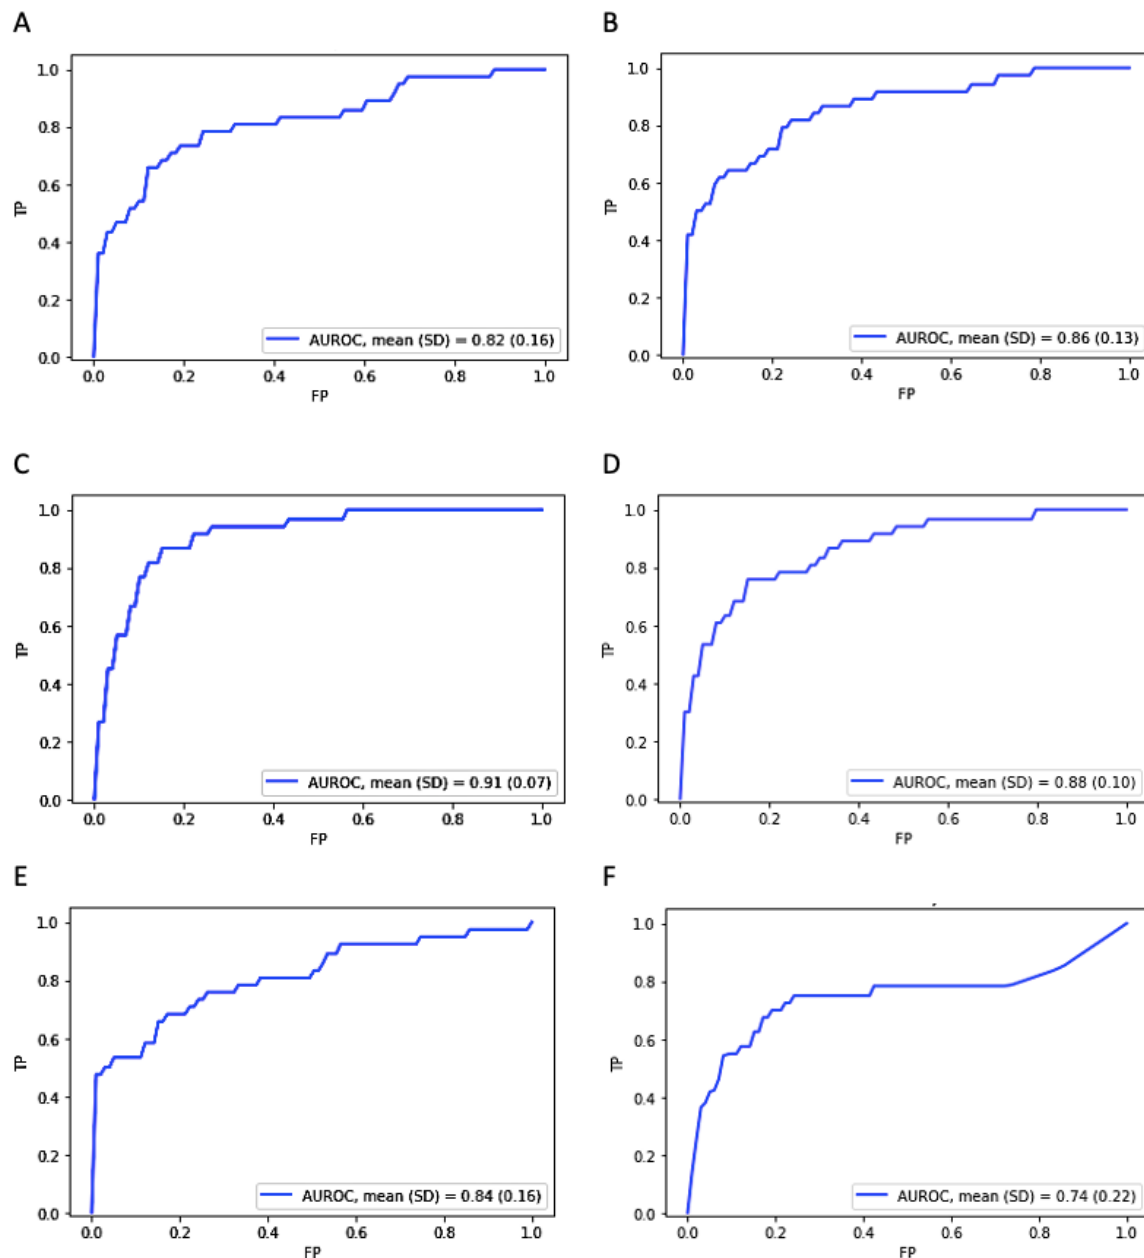 A
1.0
0.8
0.6
0.4
0.2
0.0
TP
AUROC, mean (SD) = 0.82 (0.16)
0.0 0.2 0.4 0.6 0.8 1.0
FP
B
1.0
0.8
0.6
0.4
0.2
0.0
TP
AUROC, mean (SD) = 0.86 (0.13)
0.0 0.2 0.4 0.6 0.8 1.0
FP
C
1.0
0.8
0.6
0.4
0.2
0.0
TP
AUROC, mean (SD) = 0.91 (0.07)
0.0 0.2 0.4 0.6 0.8 1.0
FP
D
1.0
0.8
0.6
0.4
0.2
0.0
TP
AUROC, mean (SD) = 0.88 (0.10)
0.0 0.2 0.4 0.6 0.8 1.0
FP
E
1.0
0.8
0.6
0.4
0.2
0.0
TP
AUROC, mean (SD) = 0.84 (0.16)
0.0 0.2 0.4 0.6 0.8 1.0
FP
F
1.0
0.8
0.6
0.4
0.2
0.0
TP
AUROC, mean (SD) = 0.74 (0.22)
0.0 0.2 0.4 0.6 0.8 1.0
FP